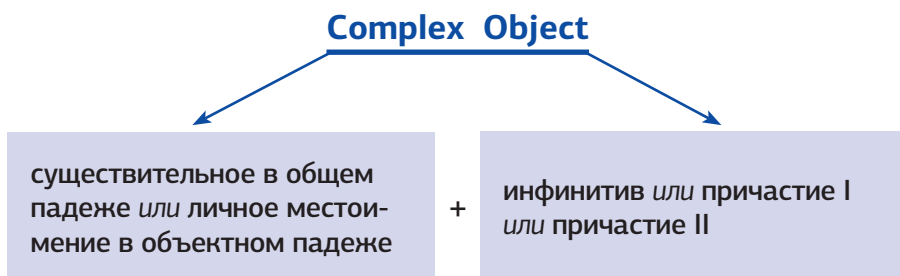 Complex Object
существительное в общем
падеже или личное местои-
мение в объектном падеже
+
инфинитив или причастие I
или причастие II